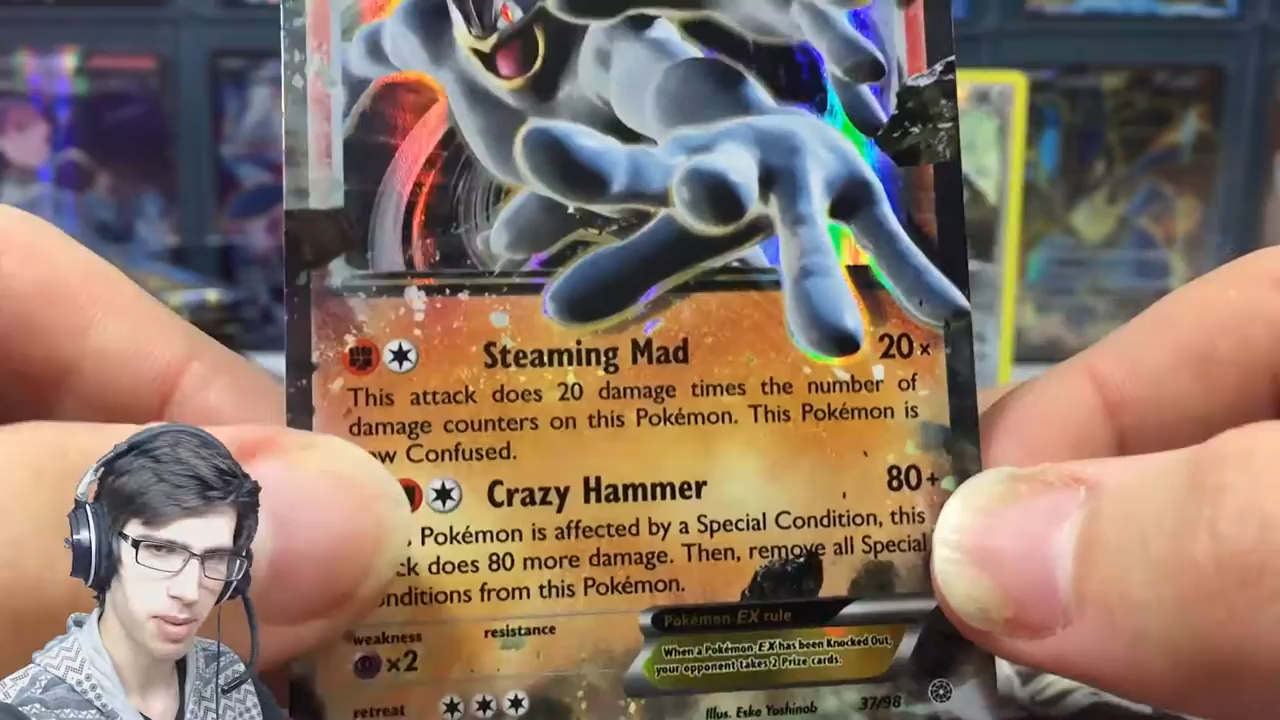 Steaming Mad 20x
This attack does 20 damage times the number of
damage counters on this Pokémon. This Pokémon is
w Confused.
Crazy Hammer 80+
Pokémon is affected by a Special Condition, this
ck does 80 more damage. Then, remove all Special
nditions from this Pokémon.
weakness resistance
x2
Pokémon-EX rule
When a Pokémon-EX has been Knocked Out,
your opponent takes 2 Prize cards.
retreat
Illus. Eske Yoshinob 37/98